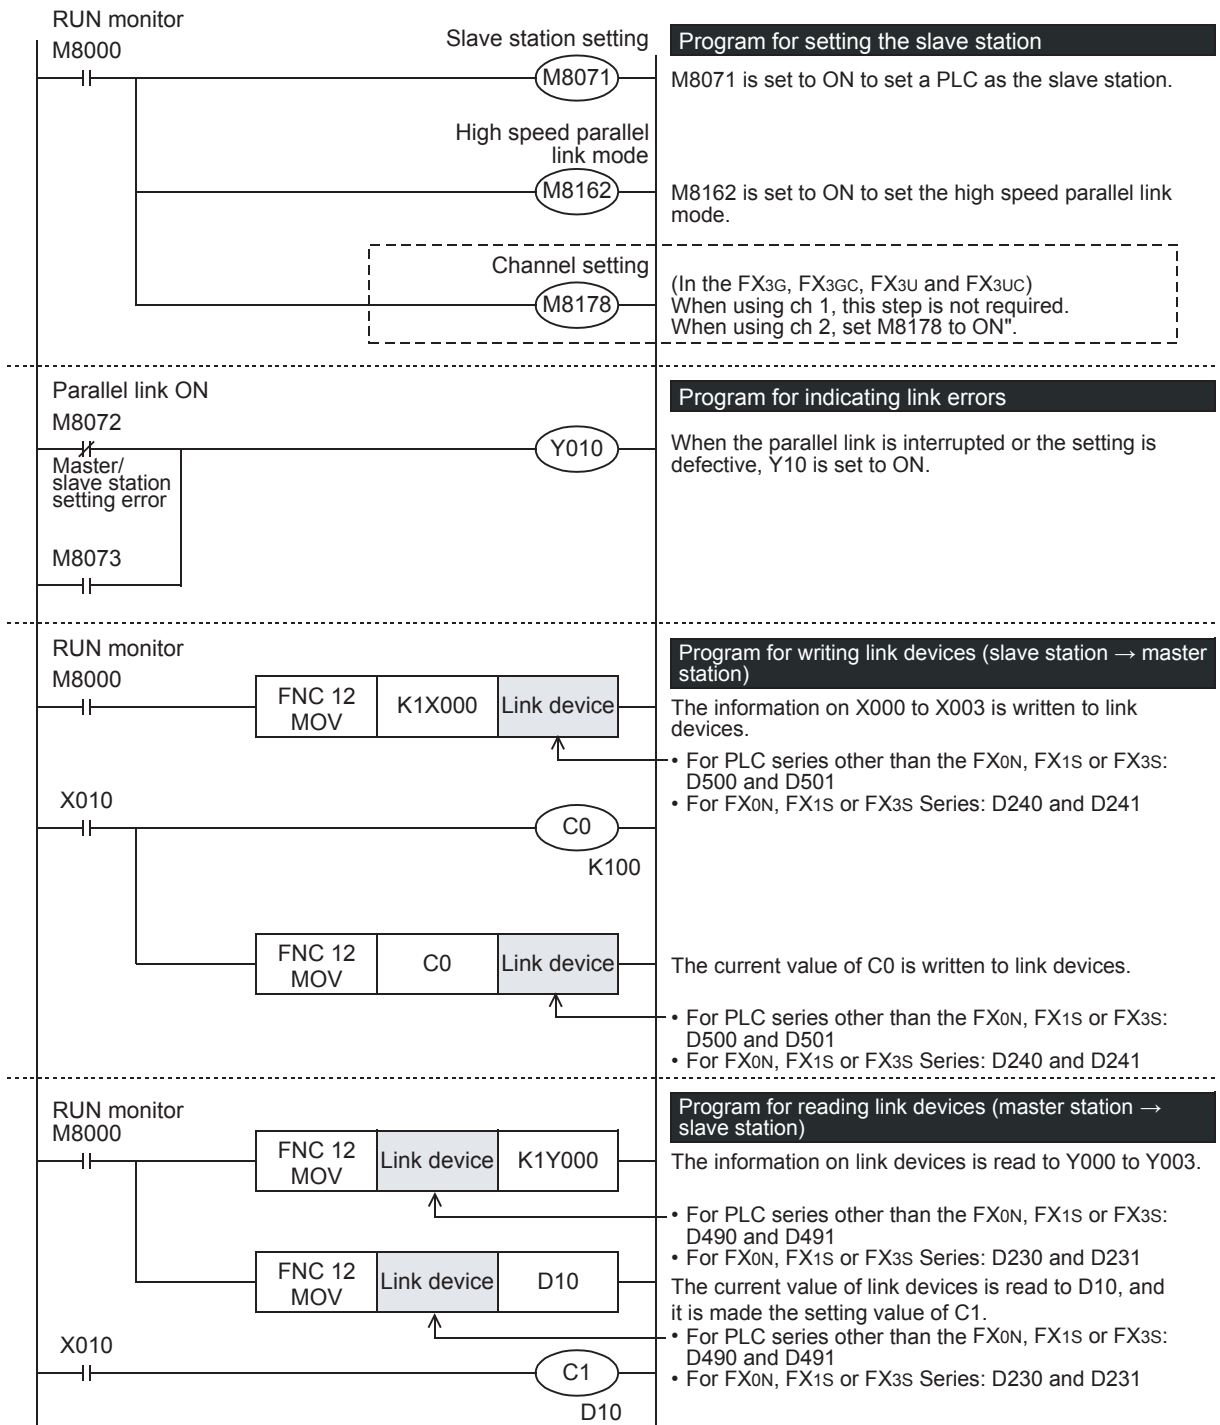 RUN monitor
M8000
Slave station setting
M8071
Program for setting the slave station
M8071 is set to ON to set a PLC as the slave station.
High speed parallel
link mode
M8162
M8162 is set to ON to set the high speed parallel link
mode.
Channel setting
M8178
(In the FX3G, FX3GC, FX3U and FX3UC)
When using ch 1, this step is not required.
When using ch 2, set M8178 to ON".
Parallel link ON
M8072
Master/
slave station
setting error
M8073
Y010
Program for indicating link errors
When the parallel link is interrupted or the setting is
defective, Y10 is set to ON.
RUN monitor
M8000
FNC 12
MOV
K1X000
Link device
Program for writing link devices (slave station → master
station)
The information on X000 to X003 is written to link
devices.
• For PLC series other than the FX0N, FX1S or FX3S:
D500 and D501
• For FX0N, FX1S or FX3S Series: D240 and D241
X010
C0
K100
FNC 12
MOV
C0
Link device
The current value of C0 is written to link devices.
• For PLC series other than the FX0N, FX1S or FX3S:
D500 and D501
• For FX0N, FX1S or FX3S Series: D240 and D241
RUN monitor
M8000
FNC 12
MOV
Link device
K1Y000
Program for reading link devices (master station →
slave station)
The information on link devices is read to Y000 to Y003.
• For PLC series other than the FX0N, FX1S or FX3S:
D490 and D491
• For FX0N, FX1S or FX3S Series: D230 and D231
FNC 12
MOV
Link device
D10
The current value of link devices is read to D10, and
it is made the setting value of C1.
• For PLC series other than the FX0N, FX1S or FX3S:
D490 and D491
• For FX0N, FX1S or FX3S Series: D230 and D231
X010
C1
D10